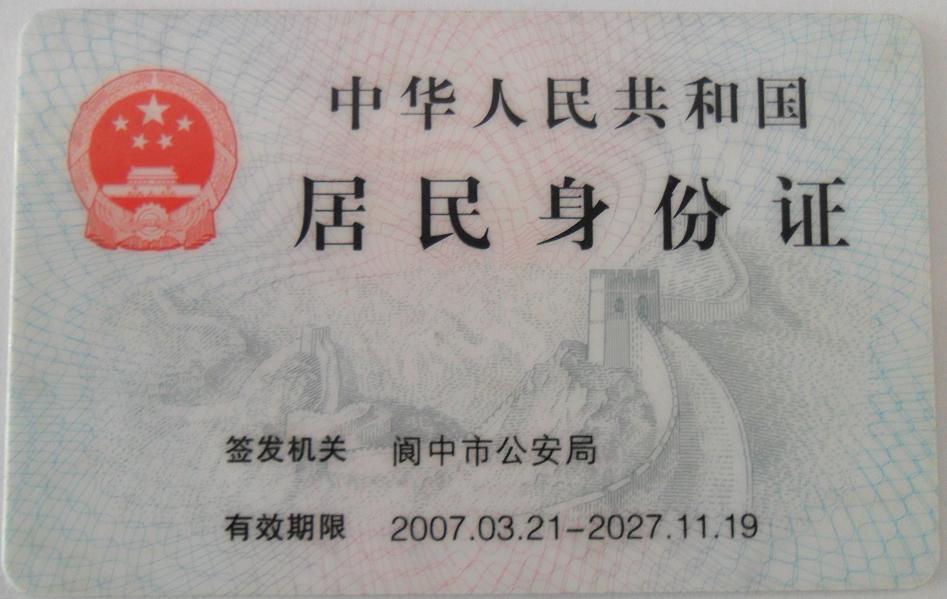 中华人民共和国
居民身份证
签发机关 阆中市公安局
有效期限 2007.03.21-2027.11.19